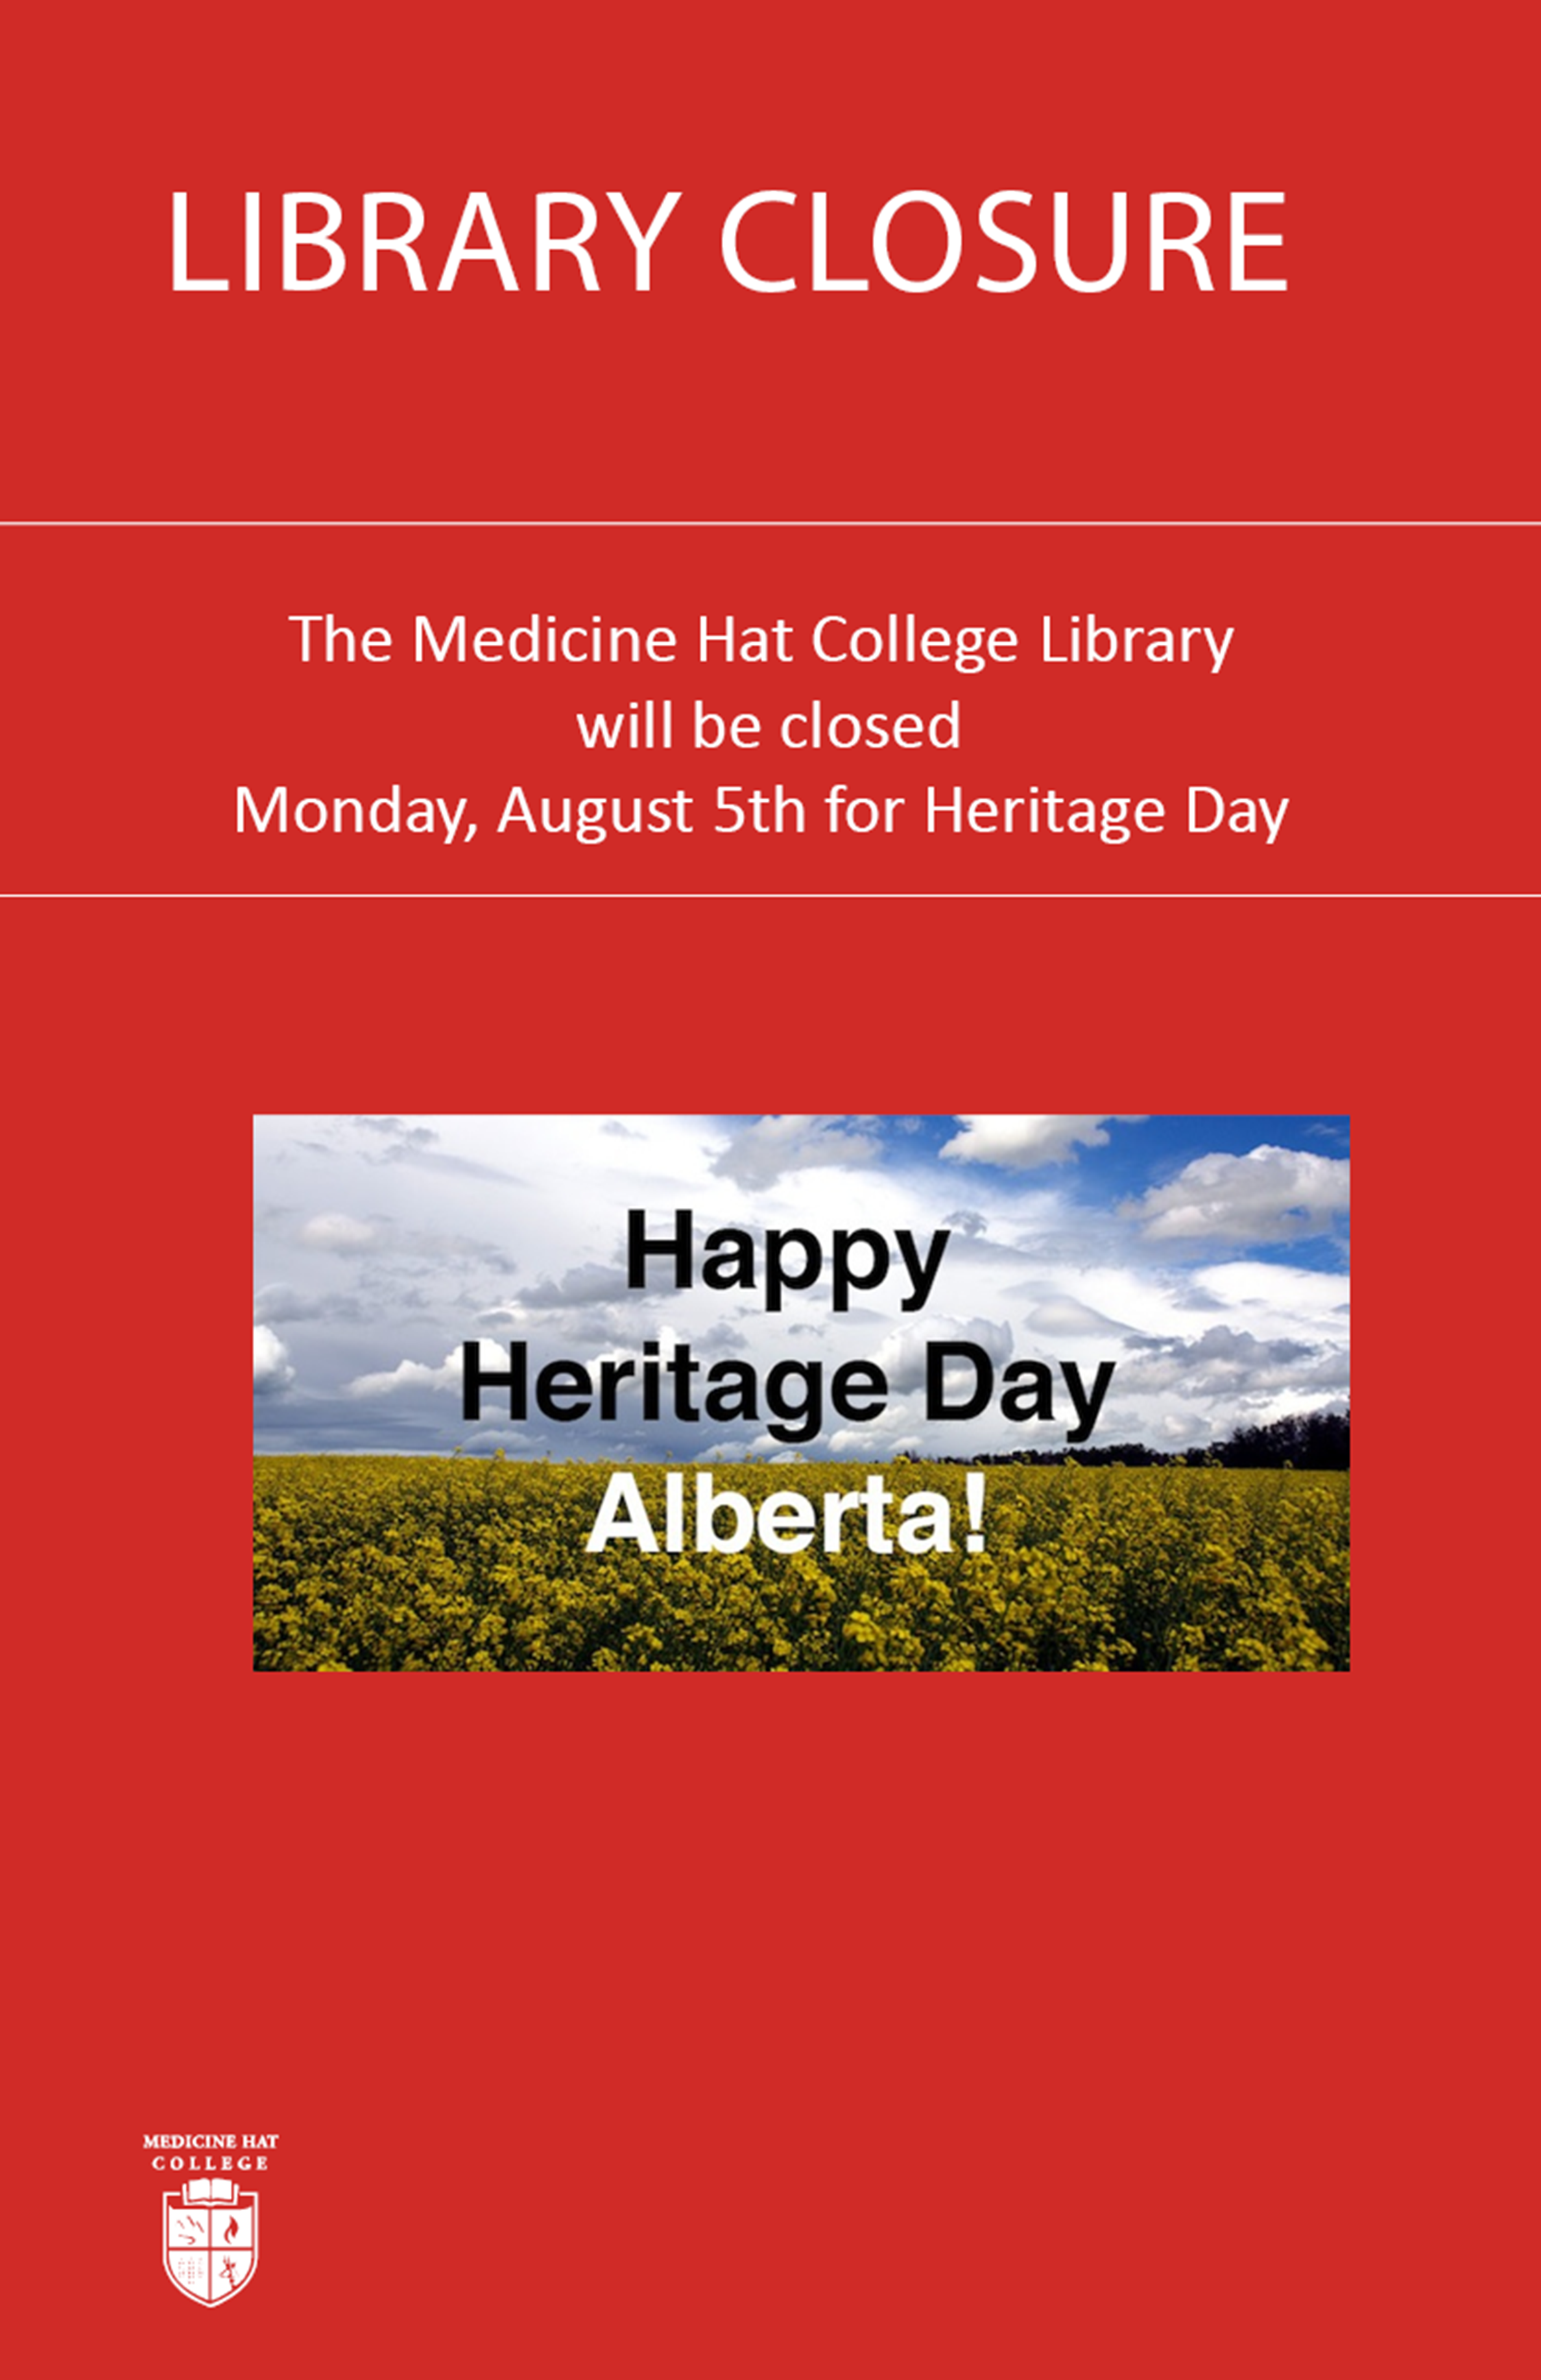 LIBRARY CLOSURE
The Medicine Hat College Library
will be closed
Monday, August 5th for Heritage Day
Happy
Heritage Day
Alberta!
MEDICINE HAT
COLLEGE